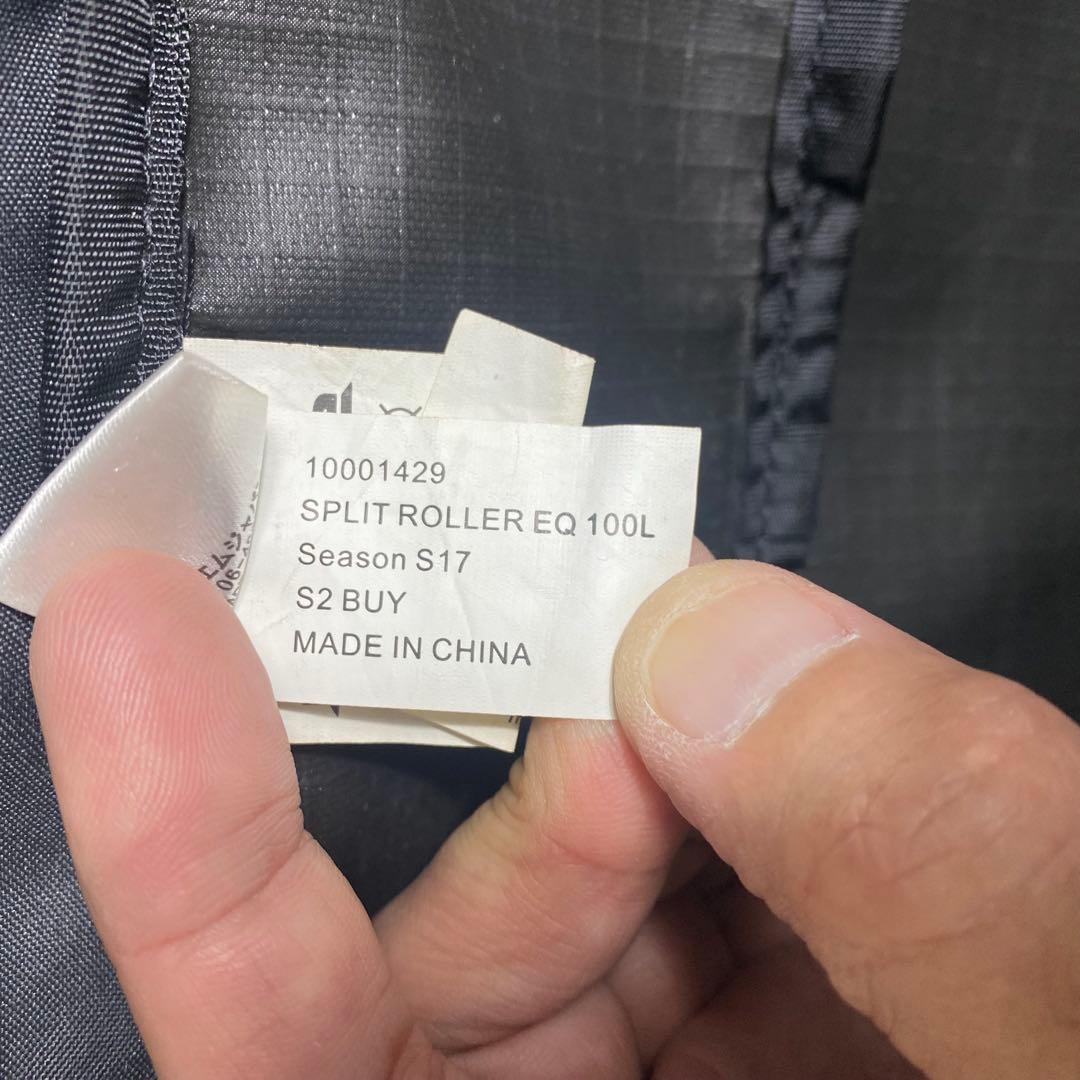 10001429
SPLIT ROLLER EQ 100L
Season S17
S2 BUY
MADE IN CHINA